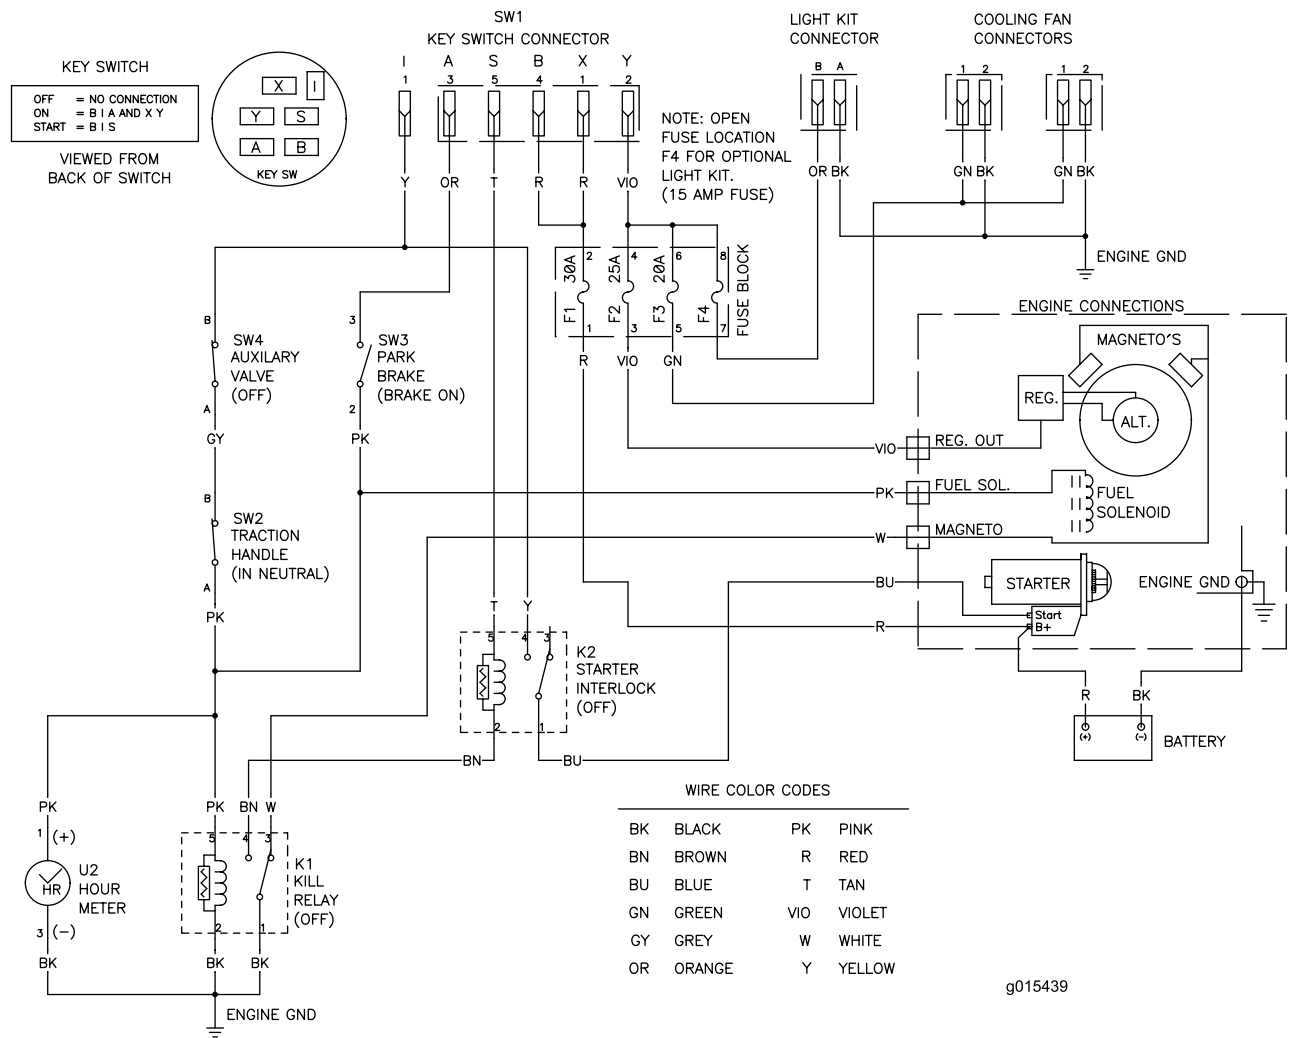 SW1
KEY SWITCH CONNECTOR
I A S B X Y
1 3 5 4 1 2
Y OR T R R VIO
KEY SWITCH
OFF = NO CONNECTION
ON = B I A AND X Y
START = B I S
VIEWED FROM
BACK OF SWITCH
X I
Y S
A B
KEY SW
NOTE: OPEN
FUSE LOCATION
F4 FOR OPTIONAL
LIGHT KIT.
(15 AMP FUSE)
LIGHT KIT
CONNECTOR
B A
OR BK
COOLING FAN
CONNECTORS
1 2
1 2
GN BK
GN BK
ENGINE GND
2 4 6 8
30A 25A 20A
F1 F2 F3 F4
1 3 5 7
FUSE BLOCK
R VIO GN
B
SW4
AUXILARY
VALVE
(OFF)
A
GY
3
SW3
PARK
BRAKE
(BRAKE ON)
2
PK
B
SW2
TRACTION
HANDLE
(IN NEUTRAL)
A
PK
ENGINE CONNECTIONS
MAGNETO'S
REG.
ALT.
VIO
REG. OUT
PK
FUEL SOL.
FUEL
SOLENOID
W
MAGNETO
BU
STARTER
Start
B+
R
ENGINE GND
R BK
(+) (-)
BATTERY
T Y
5 4 3
K2
STARTER
INTERLOCK
(OFF)
2 1
BN
BU
PK
1 (+)
HR
U2
HOUR
METER
3 (-)
BK
PK BN W
5 4 3
K1
KILL
RELAY
(OFF)
2 1
BK BK
ENGINE GND
WIRE COLOR CODES
BK BLACK PK PINK
BN BROWN R RED
BU BLUE T TAN
GN GREEN VIO VIOLET
GY GREY W WHITE
OR ORANGE Y YELLOW
g015439